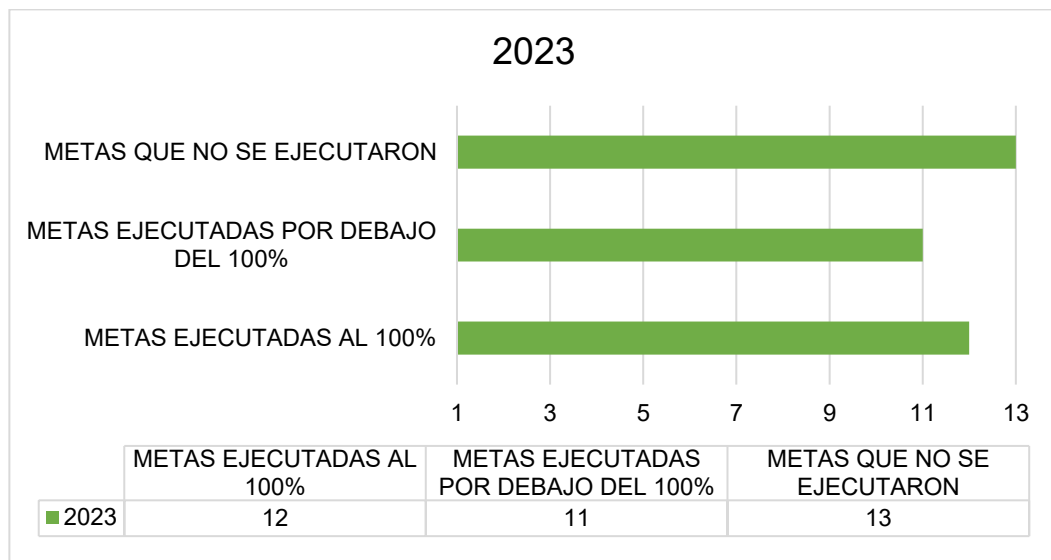 2023
METAS QUE NO SE EJECUTARON
METAS EJECUTADAS POR DEBAJO
DEL 100%
METAS EJECUTADAS AL 100%
1 3 5 7 9 11 13
METAS EJECUTADAS AL
100%
METAS EJECUTADAS
POR DEBAJO DEL 100%
METAS QUE NO SE
EJECUTARON
2023 12 11 13